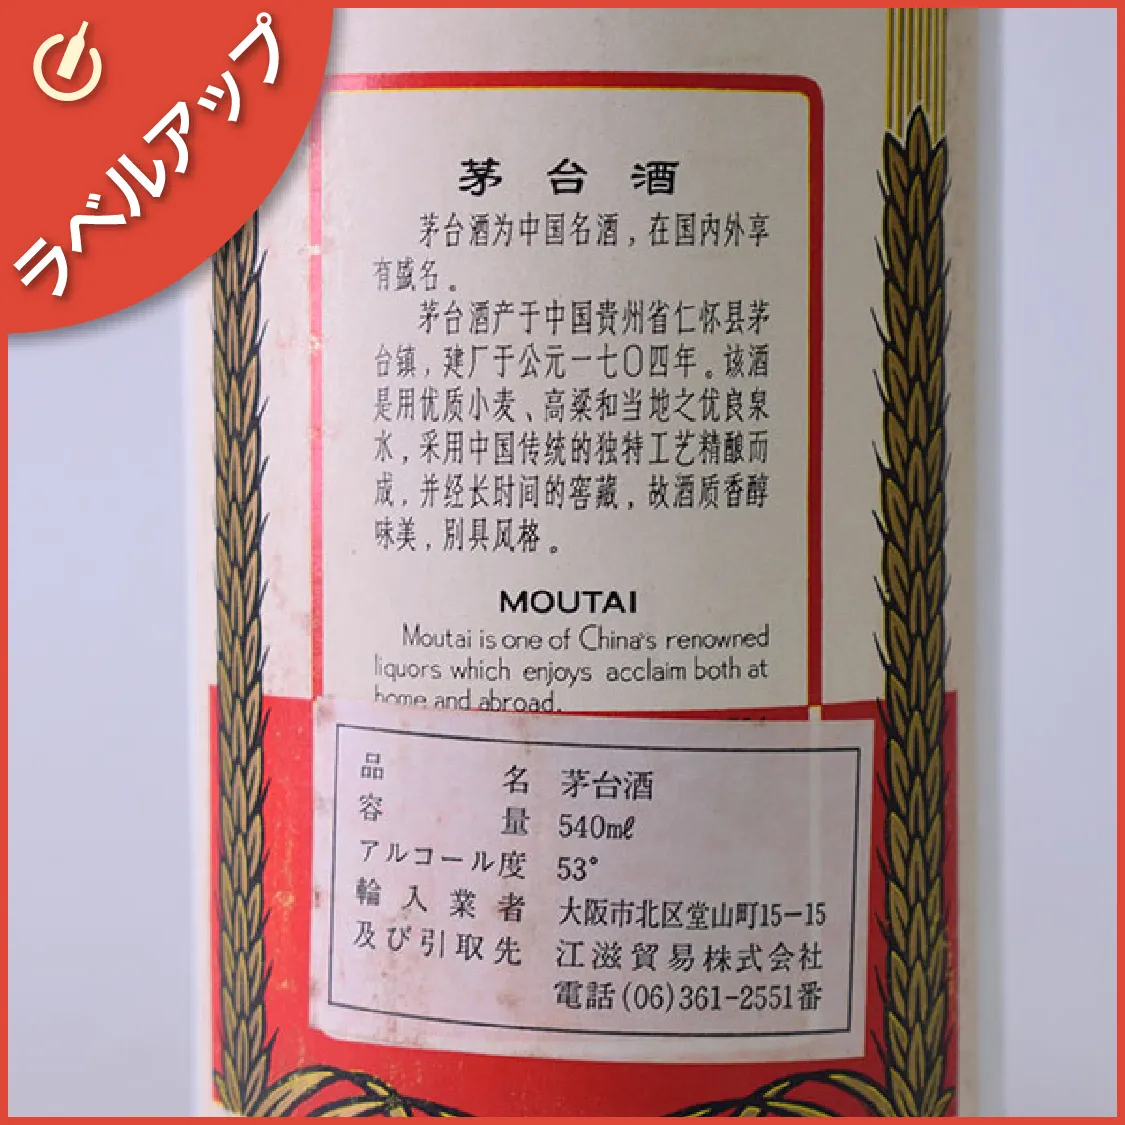 ラベルアップ
茅台酒
茅台酒为中国名酒，在国内外享
有盛名。
茅台酒产于中国贵州省仁怀县茅
台镇，建厂于公元一七〇四年。该酒
是用优质小麦、高粱和当地之优良泉
水，采用中国传统的独特工艺精酿而
成，并经长时间的窖藏，故酒质香醇
味美，别具风格。
MOUTAI
Moutai is one of China's renowned
liquors which enjoys acclaim both at
home and abroad.
品名 茅台酒
容量 540mℓ
アルコール度 53°
輸入業者 大阪市北区堂山町15-15
及び引取先 江滋貿易株式会社
電話(06)361-2551番